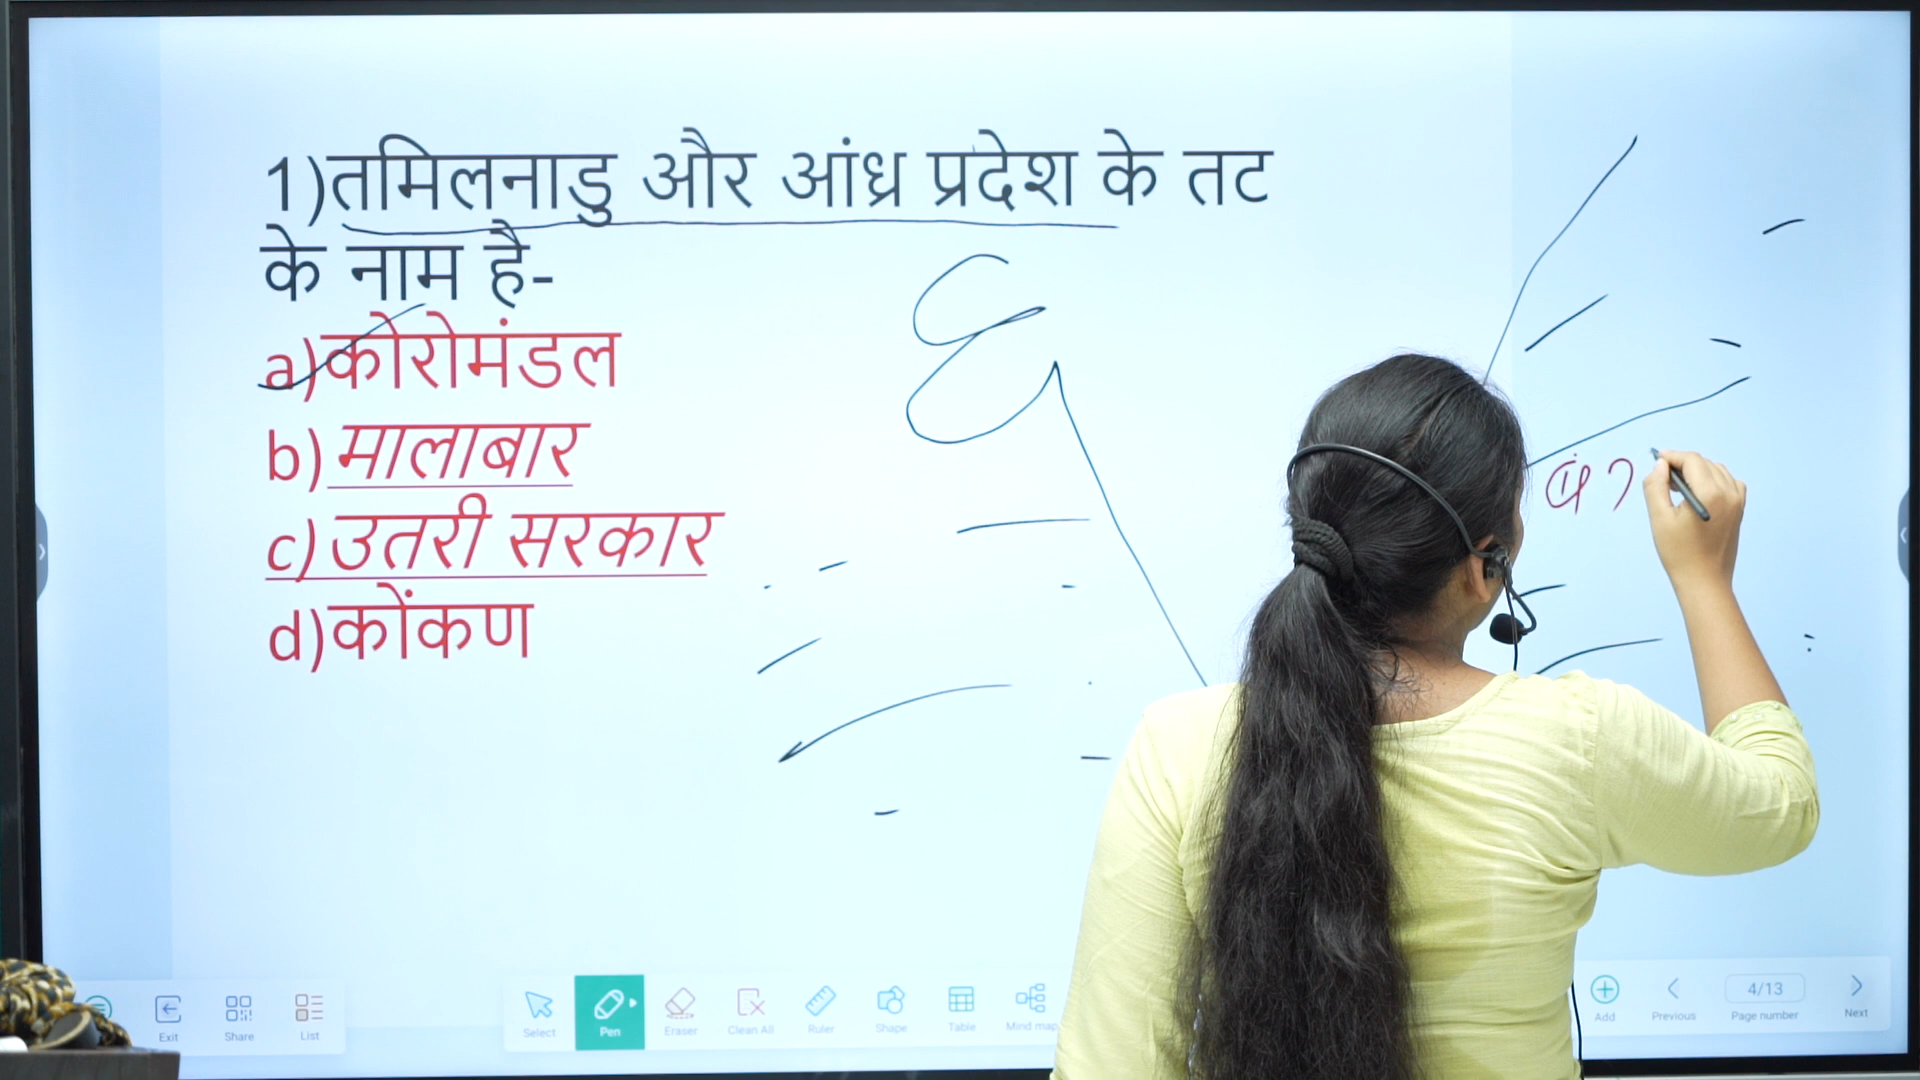 1)तमिलनाडु और आंध्र प्रदेश के तट
के नाम है-
a)कोरोमंडल
b) मालाबार
c) उतरी सरकार
d)कोंकण
Exit
Share
List
Select
Pen
Eraser
Clean All
Ruler
Shape
Table
Mind map
Add
Previous
4/13
Page number
Next